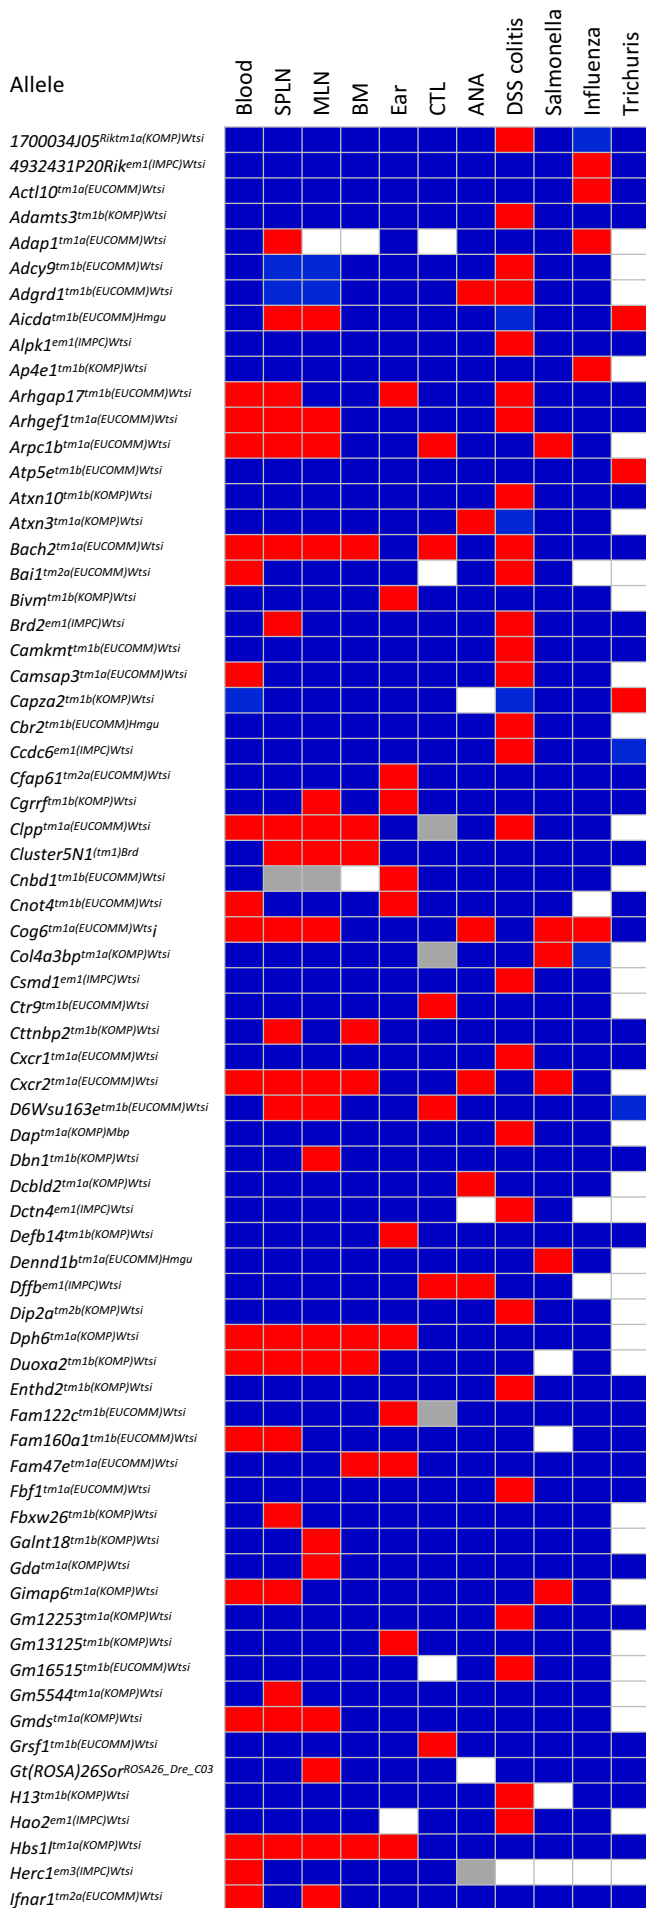 Allele Blood SPLN MLN BM Ear CTL ANA DSS colitis Salmonella Influenza Trichuris
1700034J05Riktm1a(KOMP)Wtsi
4932431P20Rikem1(IMPC)Wtsi
Actl10tm1a(EUCOMM)Wtsi
Adamts3tm1b(KOMP)Wtsi
Adap1tm1a(EUCOMM)Wtsi
Adcy9tm1b(EUCOMM)Wtsi
Adgrd1tm1b(EUCOMM)Wtsi
Aicdatm1b(EUCOMM)Hmgu
Alpk1em1(IMPC)Wtsi
Ap4e1tm1b(KOMP)Wtsi
Arhgap17tm1b(EUCOMM)Wtsi
Arhgef1tm1a(EUCOMM)Wtsi
Arpc1btm1a(EUCOMM)Wtsi
Atp5etm1b(EUCOMM)Wtsi
Atxn10tm1b(KOMP)Wtsi
Atxn3tm1a(KOMP)Wtsi
Bach2tm1a(EUCOMM)Wtsi
Bai1tm2a(EUCOMM)Wtsi
Bivmtm1b(KOMP)Wtsi
Brd2em1(IMPC)Wtsi
Camkmttm1b(EUCOMM)Wtsi
Camsap3tm1a(EUCOMM)Wtsi
Capza2tm1b(KOMP)Wtsi
Cbr2tm1b(EUCOMM)Hmgu
Ccdc6em1(IMPC)Wtsi
Cfap61tm2a(EUCOMM)Wtsi
Cgrrftm1b(KOMP)Wtsi
Clpptm1a(EUCOMM)Wtsi
Cluster5N1(tm1)Brd
Cnbd1tm1b(EUCOMM)Wtsi
Cnot4tm1b(EUCOMM)Wtsi
Cog6tm1a(EUCOMM)Wtsi
Col4a3bptm1a(KOMP)Wtsi
Csmd1em1(IMPC)Wtsi
Ctr9tm1b(EUCOMM)Wtsi
Cttnbp2tm1b(KOMP)Wtsi
Cxcr1tm1a(EUCOMM)Wtsi
Cxcr2tm1a(EUCOMM)Wtsi
D6Wsu163etm1b(EUCOMM)Wtsi
Daptm1a(KOMP)Mbp
Dbn1tm1b(KOMP)Wtsi
Dcbld2tm1a(KOMP)Wtsi
Dctn4em1(IMPC)Wtsi
Defb14tm1b(KOMP)Wtsi
Dennd1btm1a(EUCOMM)Hmgu
Dffbem1(IMPC)Wtsi
Dip2atm2b(KOMP)Wtsi
Dph6tm1a(KOMP)Wtsi
Duoxa2tm1b(KOMP)Wtsi
Enthd2tm1b(KOMP)Wtsi
Fam122ctm1b(EUCOMM)Wtsi
Fam160a1tm1b(EUCOMM)Wtsi
Fam47etm1a(EUCOMM)Wtsi
Fbf1tm1a(EUCOMM)Wtsi
Fbxw26tm1b(KOMP)Wtsi
Galnt18tm1b(KOMP)Wtsi
Gdatm1a(KOMP)Wtsi
Gimap6tm1a(KOMP)Wtsi
Gm12253tm1a(KOMP)Wtsi
Gm13125tm1b(KOMP)Wtsi
Gm16515tm1b(EUCOMM)Wtsi
Gm5544tm1a(KOMP)Wtsi
Gmdstm1a(KOMP)Wtsi
Grsf1tm1b(EUCOMM)Wtsi
Gt(ROSA)26SorROSA26_Dre_C03
H13tm1b(KOMP)Wtsi
Hao2em1(IMPC)Wtsi
Hbs1ltm1a(KOMP)Wtsi
Herc1em3(IMPC)Wtsi
Ifnar1tm2a(EUCOMM)Wtsi